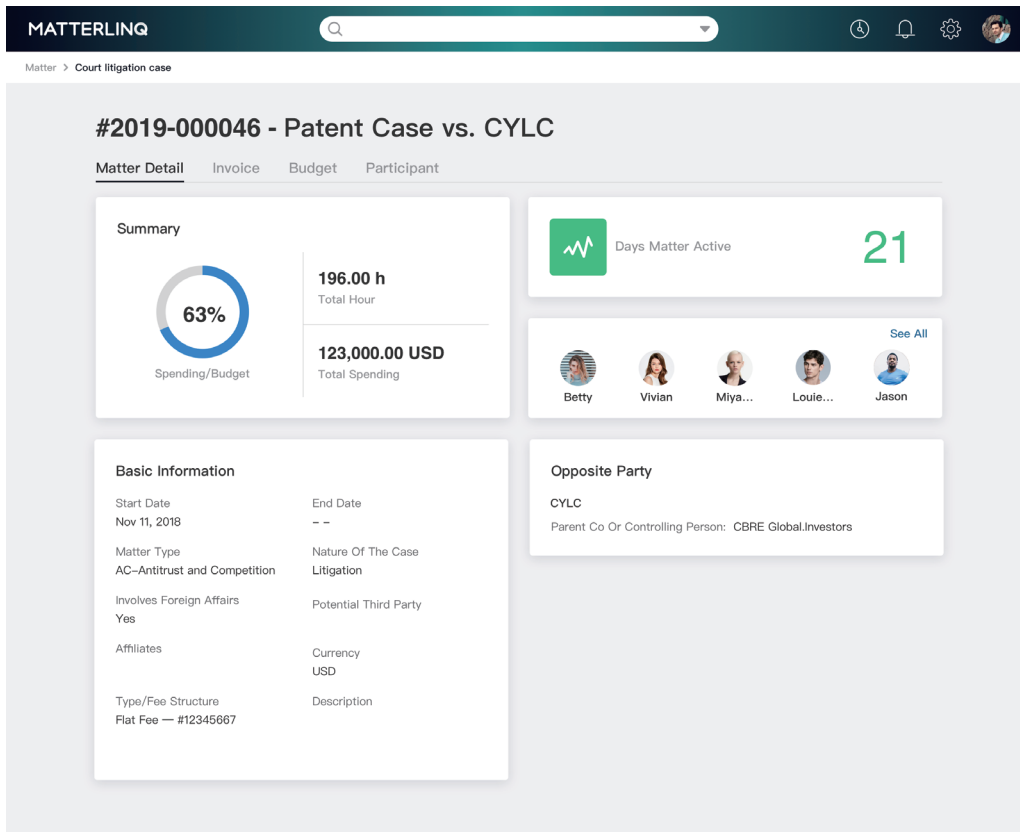 MATTERLINQ
Matter > Court litigation case
#2019-000046 - Patent Case vs. CYLC
Matter Detail Invoice Budget Participant
Summary
63%
Spending/Budget
196.00 h
Total Hour
123,000.00 USD
Total Spending
Days Matter Active
21
See All
Betty Vivian Miya... Louie... Jason
Basic Information
Start Date
Nov 11, 2018
End Date
– –
Matter Type
AC–Antitrust and Competition
Nature Of The Case
Litigation
Involves Foreign Affairs
Yes
Potential Third Party
Affiliates
Currency
USD
Type/Fee Structure
Flat Fee — #12345667
Description
Opposite Party
CYLC
Parent Co Or Controlling Person: CBRE Global.Investors